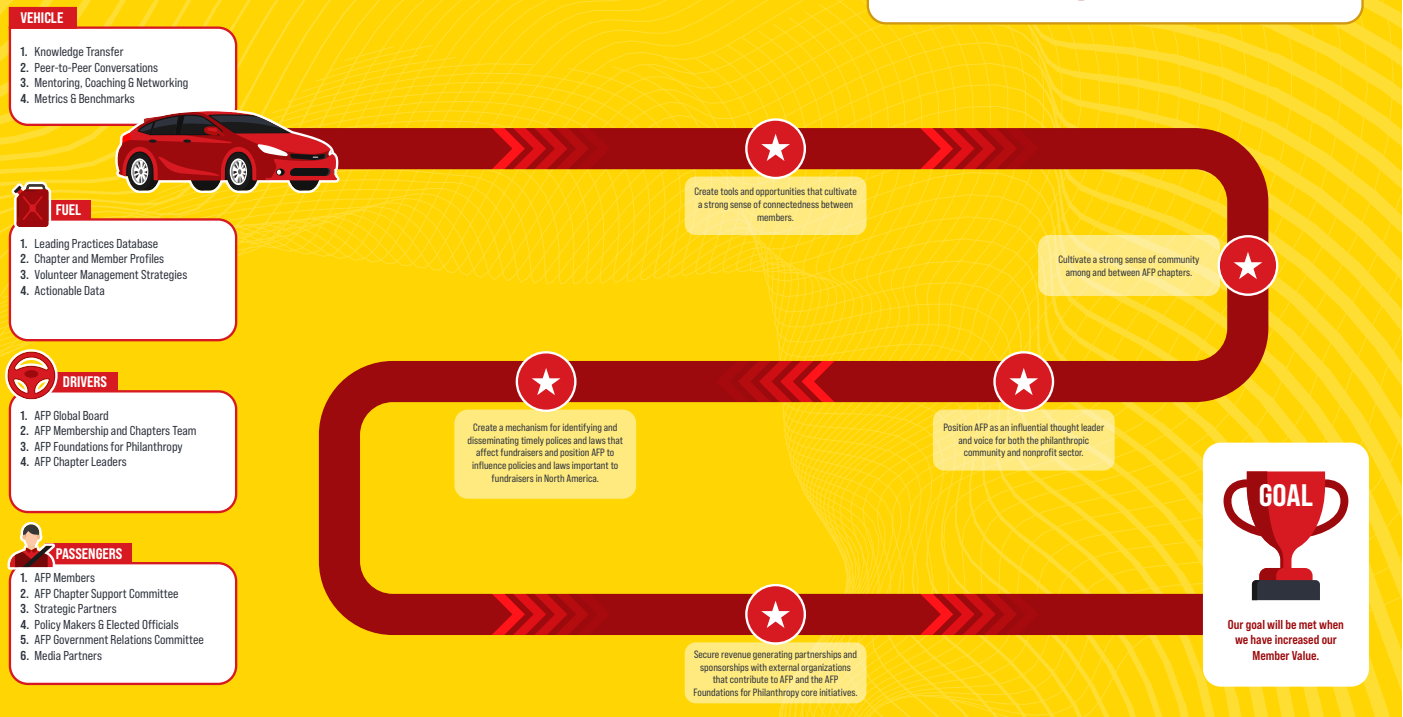 VEHICLE
1. Knowledge Transfer
2. Peer-to-Peer Conversations
3. Mentoring, Coaching & Networking
4. Metrics & Benchmarks
FUEL
1. Leading Practices Database
2. Chapter and Member Profiles
3. Volunteer Management Strategies
4. Actionable Data
DRIVERS
1. AFP Global Board
2. AFP Membership and Chapters Team
3. AFP Foundations for Philanthropy
4. AFP Chapter Leaders
PASSENGERS
1. AFP Members
2. AFP Chapter Support Committee
3. Strategic Partners
4. Policy Makers & Elected Officials
5. AFP Government Relations Committee
6. Media Partners
Create tools and opportunities that cultivate
a strong sense of connectedness between
members.
Cultivate a strong sense of community
among and between AFP chapters.
Position AFP as an influential thought leader
and voice for both the philanthropic
community and nonprofit sector.
Create a mechanism for identifying and
disseminating timely polices and laws that
affect fundraisers and position AFP to
influence policies and laws important to
fundraisers in North America.
Secure revenue generating partnerships and
sponsorships with external organizations
that contribute to AFP and the AFP
Foundations for Philanthropy core initiatives.
GOAL
Our goal will be met when
we have increased our
Member Value.